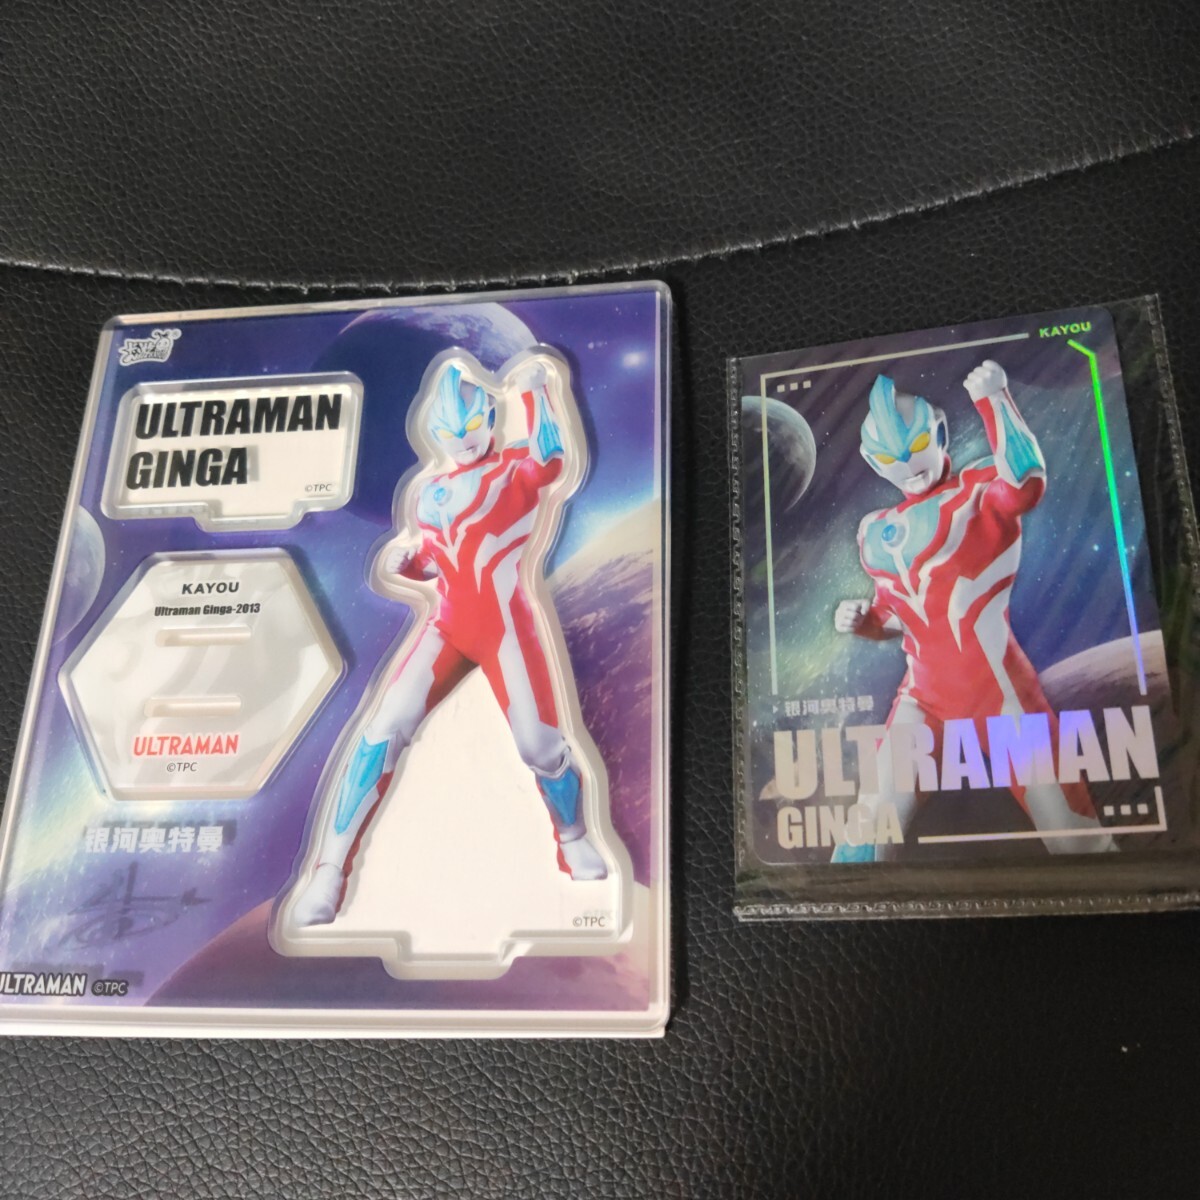 ULTRAMAN
GINGA
©TPC
KAYOU
Ultraman Ginga-2013
ULTRAMAN
©TPC
银河奥特曼
ULTRAMAN ©TPC
©TPC
KAYOU
银河奥特曼
ULTRAMAN
GINGA